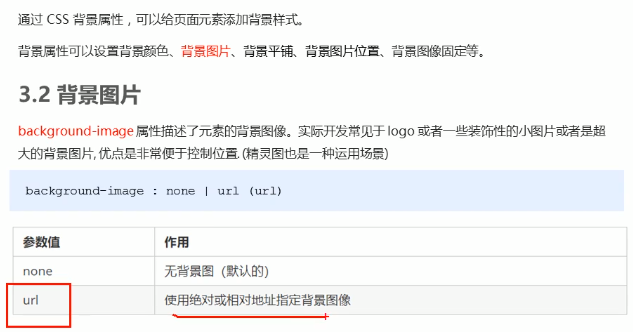 通过 CSS 背景属性，可以给页面元素添加背景样式。
背景属性可以设置背景颜色、背景图片、背景平铺、背景图片位置、背景图像固定等。
3.2 背景图片
background-image 属性描述了元素的背景图像。实际开发常见于 logo 或者一些装饰性的小图片或者是超
大的背景图片, 优点是非常便于控制位置. (精灵图也是一种运用场景)
background-image : none | url (url)
参数值 作用
none 无背景图（默认的）
url 使用绝对或相对地址指定背景图像